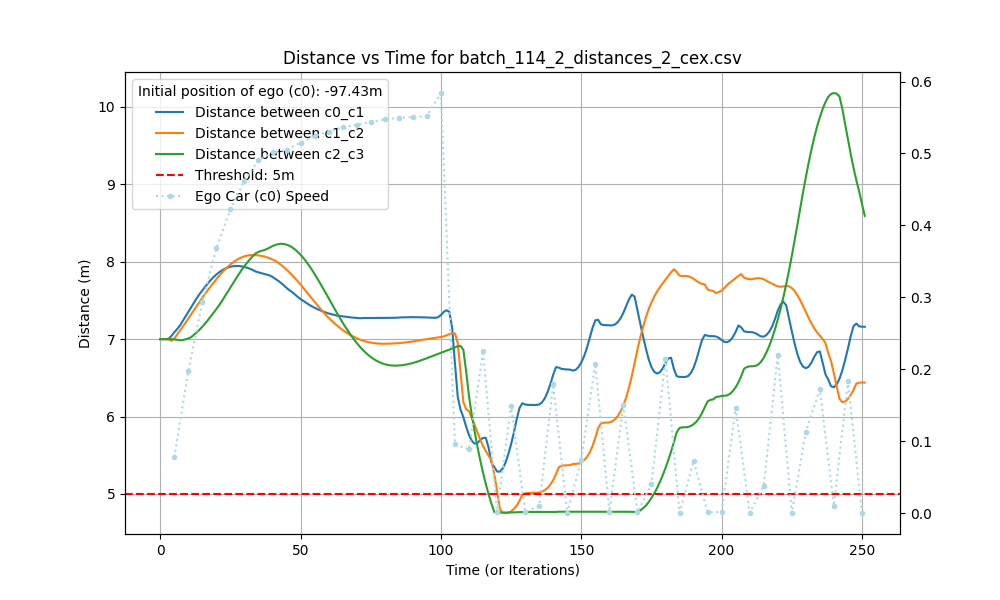 Distance vs Time for batch_114_2_distances_2_cex.csv
Initial position of ego (c0): -97.43m
Distance between c0_c1
Distance between c1_c2
Distance between c2_c3
Threshold: 5m
Ego Car (c0) Speed
Distance (m)
10
9
8
7
6
5
0.6
0.5
0.4
0.3
0.2
0.1
0.0
0
50
100
150
200
250
Time (or Iterations)